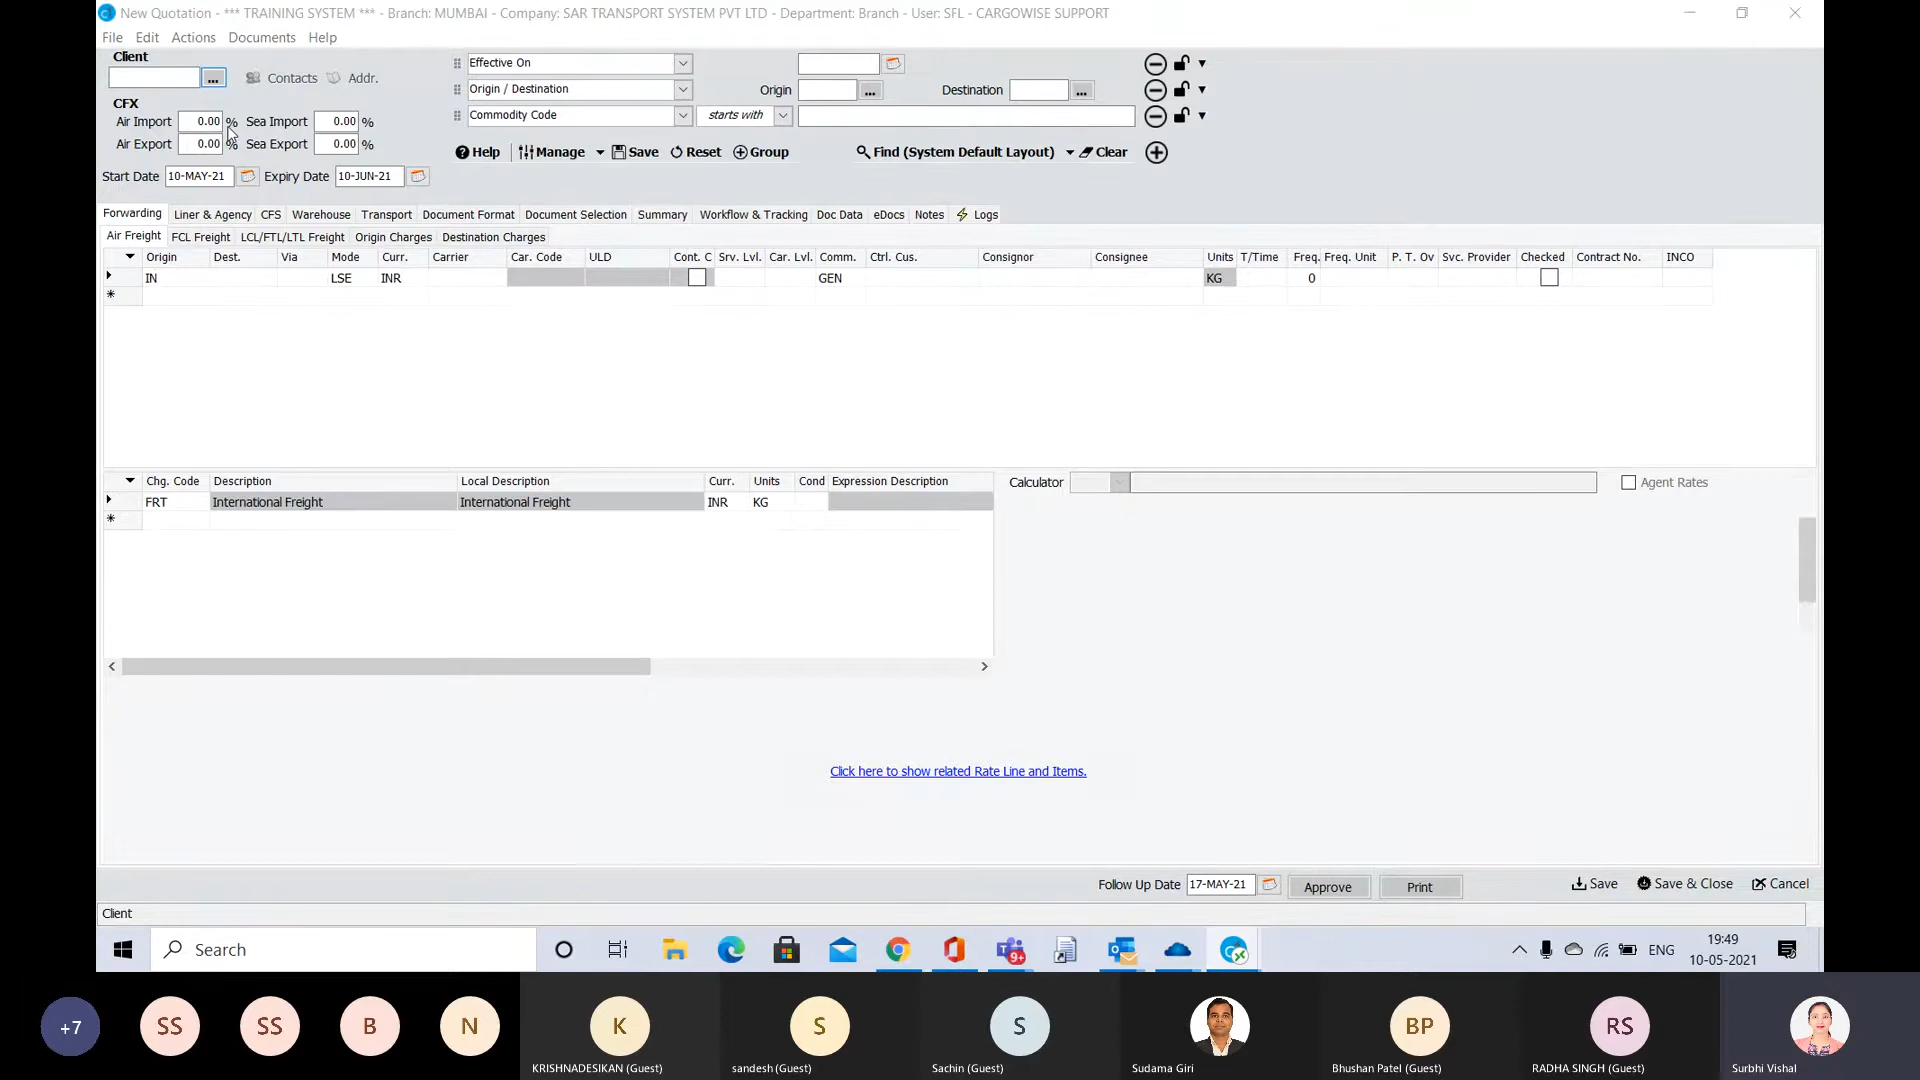 New Quotation - *** TRAINING SYSTEM *** - Branch: MUMBAI - Company: SAR TRANSPORT SYSTEM PVT LTD - Department: Branch - User: SFL - CARGOWISE SUPPORT
File Edit Actions Documents Help
Client
... Contacts Addr.
CFX
Air Import 0.00 % Sea Import 0.00 %
Air Export 0.00 % Sea Export 0.00 %
Start Date 10-MAY-21 Expiry Date 10-JUN-21
Effective On
Origin / Destination Origin ... Destination ...
Commodity Code starts with
Help Manage Save Reset Group Find (System Default Layout) Clear
Forwarding Liner & Agency CFS Warehouse Transport Document Format Document Selection Summary Workflow & Tracking Doc Data eDocs Notes Logs
Air Freight FCL Freight LCL/FTL/LTL Freight Origin Charges Destination Charges
Origin Dest. Via Mode Curr. Carrier Car. Code ULD Cont. C Srv. Lvl. Car. Lvl. Comm. Ctrl. Cus. Consignor Consignee Units T/Time Freq. Freq. Unit P. T. Ov Svc. Provider Checked Contract No. INCO
IN LSE INR GEN KG 0
*
Chg. Code Description Local Description Curr. Units Cond Expression Description
FRT International Freight International Freight INR KG
*
Calculator Agent Rates
Click here to show related Rate Line and Items.
Follow Up Date 17-MAY-21 Approve Print Save Save & Close Cancel
Client
Search 9+ ENG 19:49
10-05-2021
+7 SS SS B N K S S BP RS
KRISHNADESIKAN (Guest) sandesh (Guest) Sachin (Guest) Sudama Giri Bhushan Patel (Guest) RADHA SINGH (Guest) Surbhi Vishal